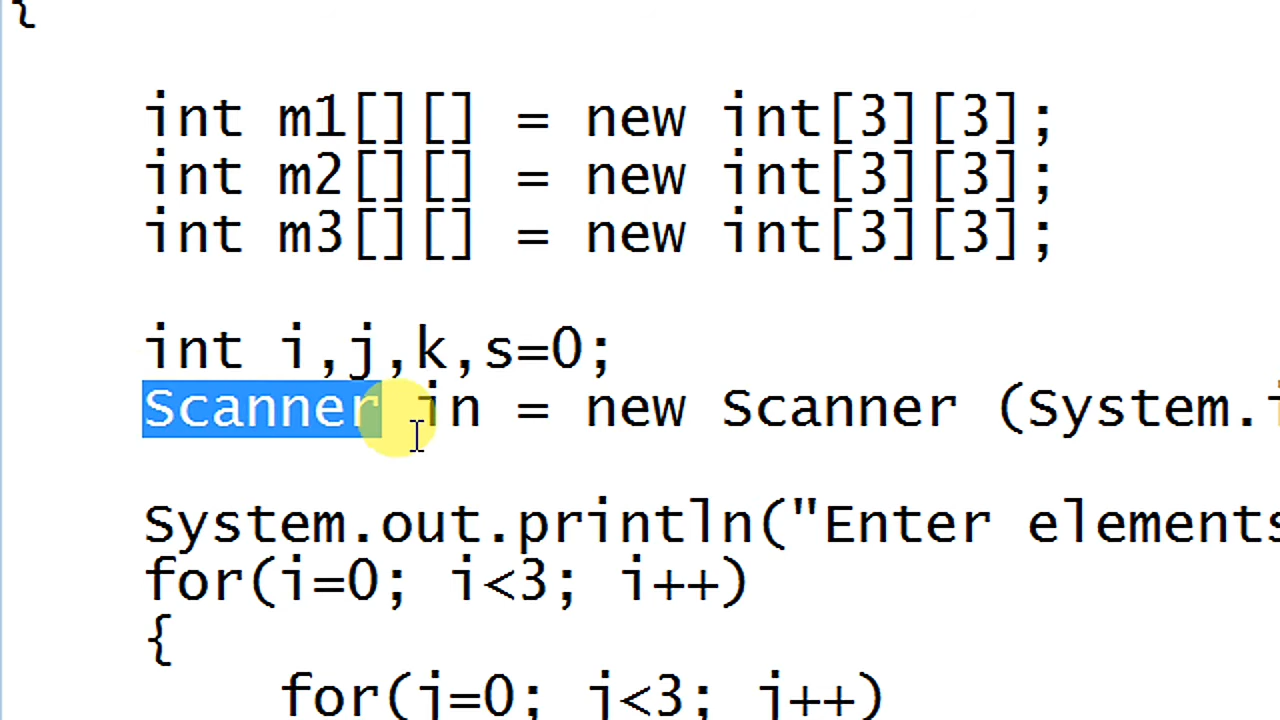 {
int m1[][] = new int[3][3];
int m2[][] = new int[3][3];
int m3[][] = new int[3][3];
int i,j,k,s=0;
Scanner in = new Scanner (System.i
System.out.println("Enter elements
for(i=0; i<3; i++)
{
for(j=0; j<3; j++)